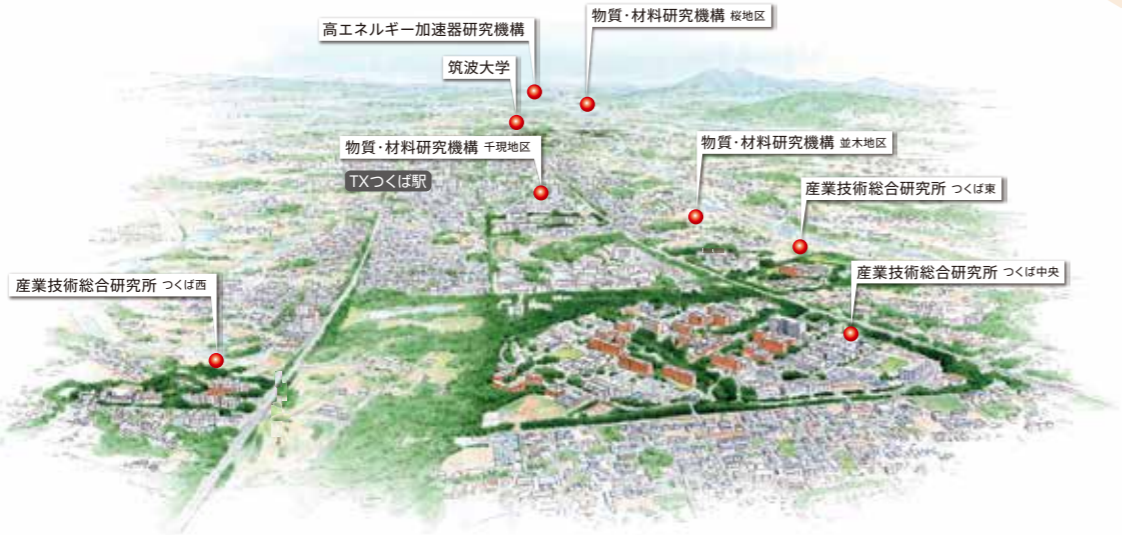 物質・材料研究機構 桜地区
高エネルギー加速器研究機構
筑波大学
物質・材料研究機構 千現地区
物質・材料研究機構 並木地区
TXつくば駅
産業技術総合研究所 つくば東
産業技術総合研究所 つくば中央
産業技術総合研究所 つくば西